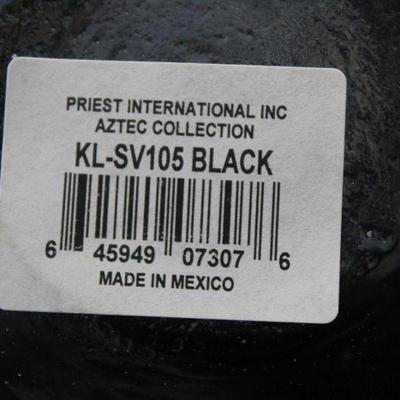 PRIEST INTERNATIONAL INC
AZTEC COLLECTION
KL-SV105 BLACK
6 45949 07307 6
MADE IN MEXICO